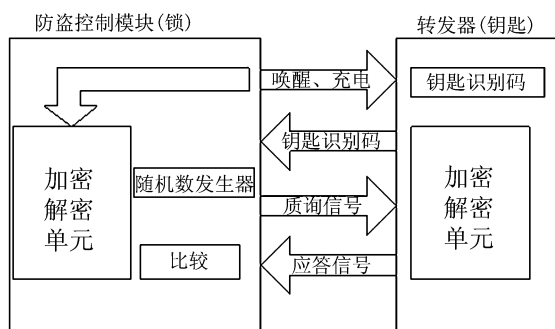 防盗控制模块(锁)
转发器(钥匙)
唤醒、充电
钥匙识别码
钥匙识别码
加密
解密
单元
随机数发生器
质询信号
加密
解密
单元
比较
应答信号